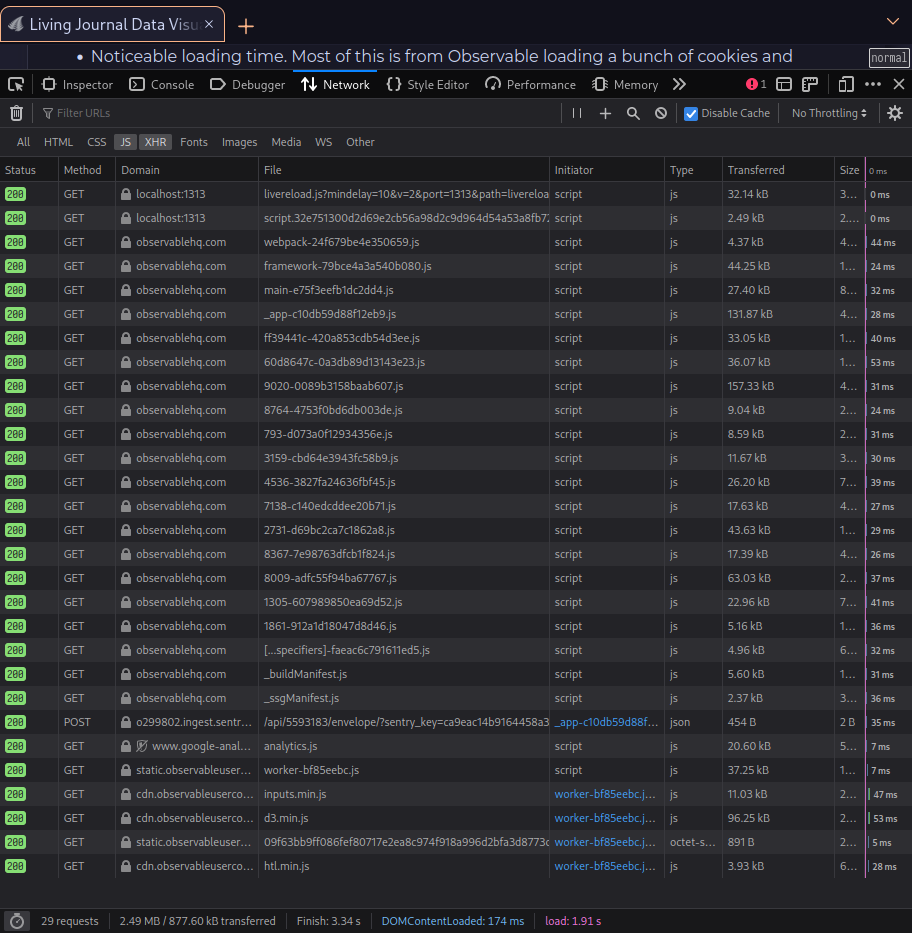 Living Journal Data Visu
• Noticeable loading time. Most of this is from Observable loading a bunch of cookies and
normal
Inspector Console Debugger Network Style Editor Performance Memory 1
Filter URLs Disable Cache No Throttling
All HTML CSS JS XHR Fonts Images Media WS Other
Status Method Domain File Initiator Type Transferred Size 0 ms
200 GET localhost:1313 livereload.js?mindelay=10&v=2&port=1313&path=livereloa script js 32.14 kB 3… 0 ms
200 GET localhost:1313 script.32e751300d2d69e2cb56a98d2c9d964d54a53a8fb72 script js 2.49 kB 2.… 0 ms
200 GET observablehq.com webpack-24f679be4e350659.js script js 4.37 kB 4… 44 ms
200 GET observablehq.com framework-79bce4a3a540b080.js script js 44.25 kB 1… 24 ms
200 GET observablehq.com main-e75f3eefb1dc2dd4.js script js 27.40 kB 8… 32 ms
200 GET observablehq.com _app-c10db59d88f12eb9.js script js 131.87 kB 4… 28 ms
200 GET observablehq.com ff39441c-420a853cdb54d3ee.js script js 33.05 kB 1… 40 ms
200 GET observablehq.com 60d8647c-0a3db89d13143e23.js script js 36.07 kB 1… 53 ms
200 GET observablehq.com 9020-0089b3158baab607.js script js 157.33 kB 4… 31 ms
200 GET observablehq.com 8764-4753f0bd6db003de.js script js 9.04 kB 2… 24 ms
200 GET observablehq.com 793-d073a0f12934356e.js script js 8.59 kB 2… 31 ms
200 GET observablehq.com 3159-cbd64e3943fc58b9.js script js 11.67 kB 3… 30 ms
200 GET observablehq.com 4536-3827fa24636fbf45.js script js 26.20 kB 7… 39 ms
200 GET observablehq.com 7138-c140edcddee20b71.js script js 17.63 kB 4… 27 ms
200 GET observablehq.com 2731-d69bc2ca7c1862a8.js script js 43.63 kB 1… 29 ms
200 GET observablehq.com 8367-7e98763dfcb1f824.js script js 17.39 kB 4… 26 ms
200 GET observablehq.com 8009-adfc55f94ba67767.js script js 63.03 kB 2… 37 ms
200 GET observablehq.com 1305-607989850ea69d52.js script js 22.96 kB 7… 41 ms
200 GET observablehq.com 1861-912a1d18047d8d46.js script js 5.16 kB 1… 36 ms
200 GET observablehq.com [...specifiers]-faeac6c791611ed5.js script js 4.96 kB 6… 32 ms
200 GET observablehq.com _buildManifest.js script js 5.60 kB 1… 31 ms
200 GET observablehq.com _ssgManifest.js script js 2.37 kB 3… 36 ms
200 POST o299802.ingest.sentr… /api/5593183/envelope/?sentry_key=ca9eac14b9164458a3 _app-c10db59d88f… json 454 B 2 B 35 ms
200 GET www.google-anal… analytics.js script js 20.60 kB 5… 7 ms
200 GET static.observableuser… worker-bf85eebc.js script js 37.25 kB 1… 7 ms
200 GET cdn.observableuserco… inputs.min.js worker-bf85eebc.j… js 11.03 kB 2… 47 ms
200 GET cdn.observableuserco… d3.min.js worker-bf85eebc.j… js 96.25 kB 2… 53 ms
200 GET static.observableuser… 09f63bb9ff086fef80717e2ea8c974f918a996d2bfa3d8773c worker-bf85eebc.j… octet-s… 891 B 2… 5 ms
200 GET cdn.observableuserco… htl.min.js worker-bf85eebc.j… js 3.93 kB 6… 28 ms
29 requests 2.49 MB / 877.60 kB transferred Finish: 3.34 s DOMContentLoaded: 174 ms load: 1.91 s